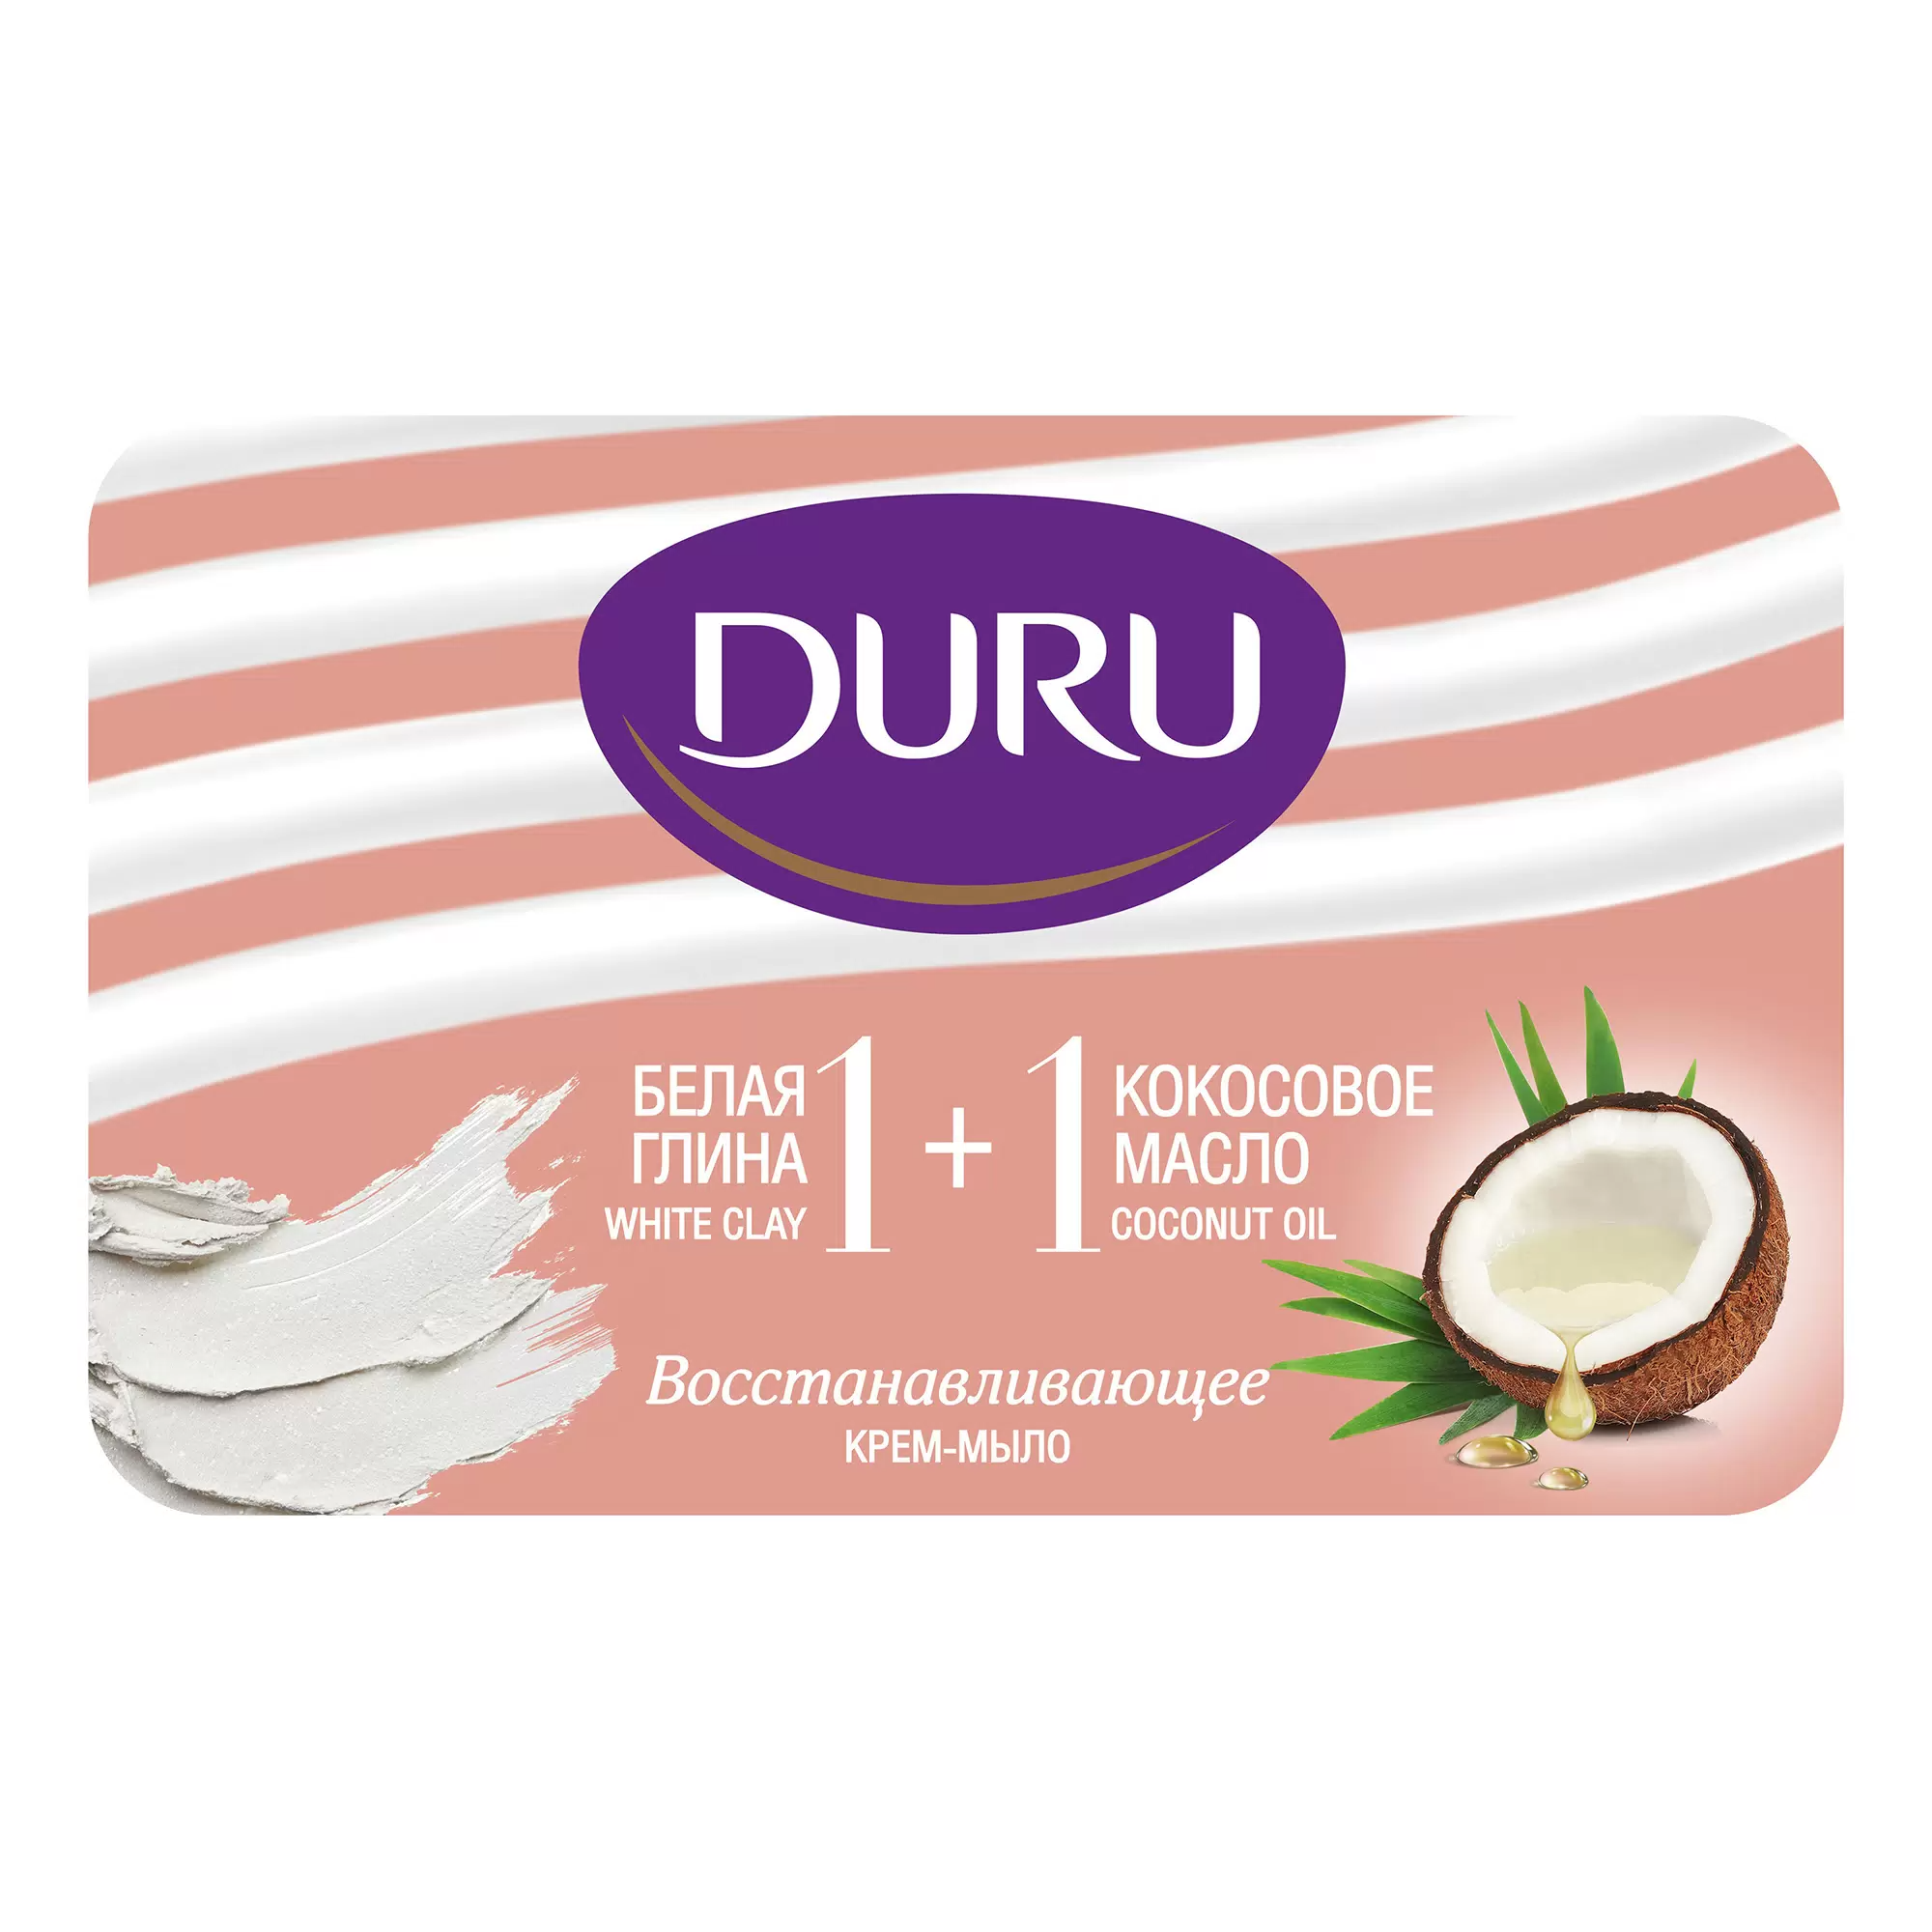 DURU
БЕЛАЯ
ГЛИНА
WHITE CLAY
1 + 1
КОКОСОВОЕ
МАСЛО
COCONUT OIL
Восстанавливающее
КРЕМ-МЫЛО